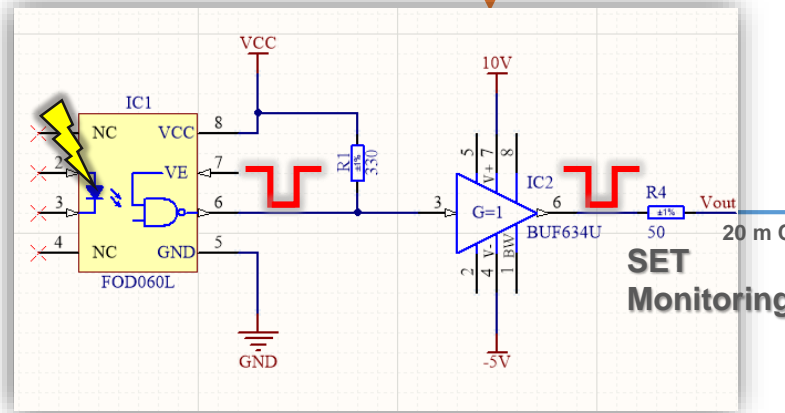 VCC
10V
IC1
NC
VCC
8
2
VE
7
R1
±1%
330
5
7
8
V+
3
6
3
G=1
6
IC2
BUF634U
R4
±1%
50
Vout
20 m
4
NC
GND
5
FOD060L
2
4
V-
1
BW
SET
Monitoring
GND
-5V